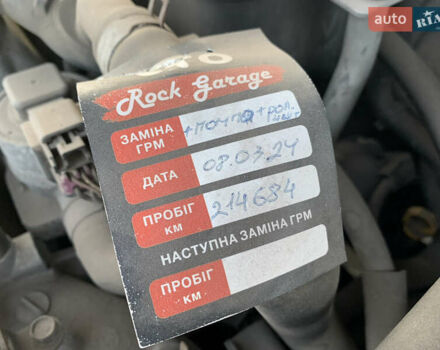 auto RIA
Rock Garage
ЗАМІНА ГРМ
+ПОМПА+РОЛ.
ДАТА 08.03.24
ПРОБІГ КМ 214634
НАСТУПНА ЗАМІНА ГРМ
ПРОБІГ КМ